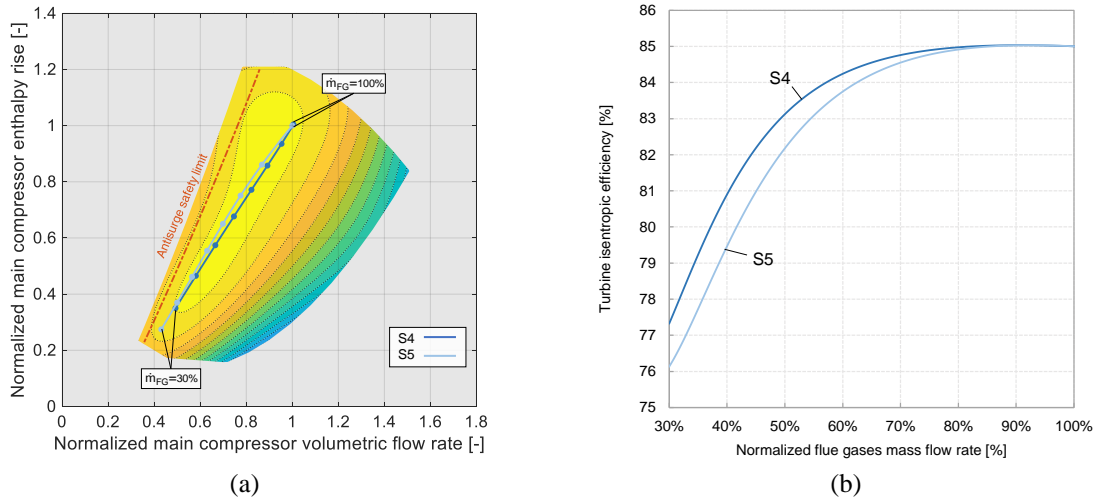 1.4
1.2
1
0.8
0.6
0.4
0.2
0
Normalized main compressor enthalpy rise [-]
Antisurge safety limit
ṁFG=100%
ṁFG=30%
S4
S5
0 0.2 0.4 0.6 0.8 1 1.2 1.4 1.6 1.8
Normalized main compressor volumetric flow rate [-]
(a)
86
85
84
83
82
81
80
79
78
77
76
75
Turbine isentropic efficiency [%]
S4
S5
30% 40% 50% 60% 70% 80% 90% 100%
Normalized flue gases mass flow rate [%]
(b)